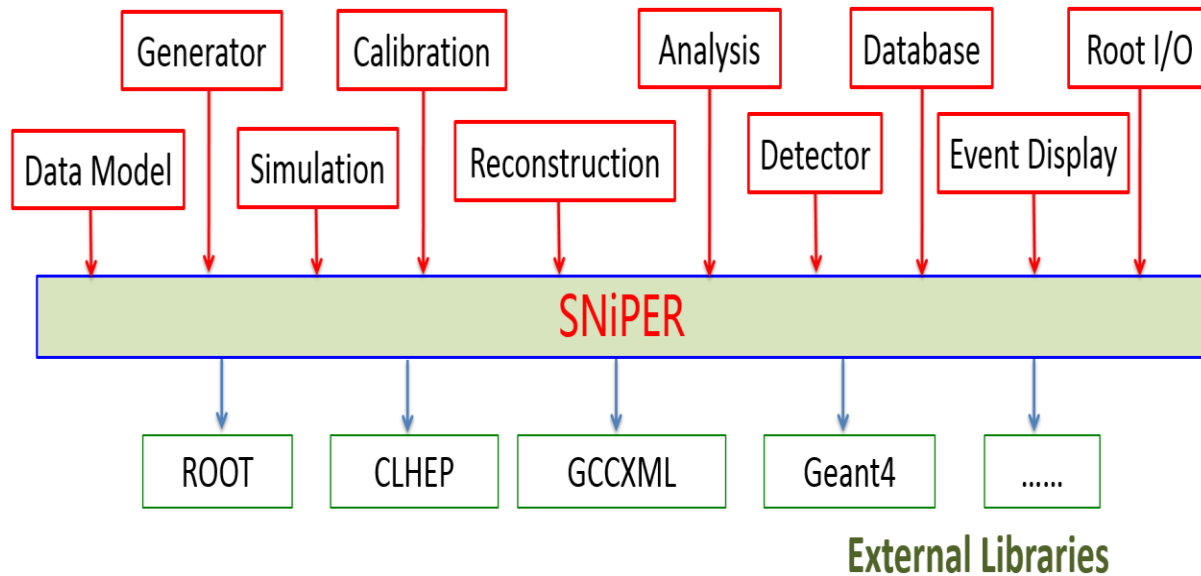 Generator
Calibration
Analysis
Database
Root I/O
Data Model
Simulation
Reconstruction
Detector
Event Display
SNiPER
ROOT
CLHEP
GCCXML
Geant4
......
External Libraries